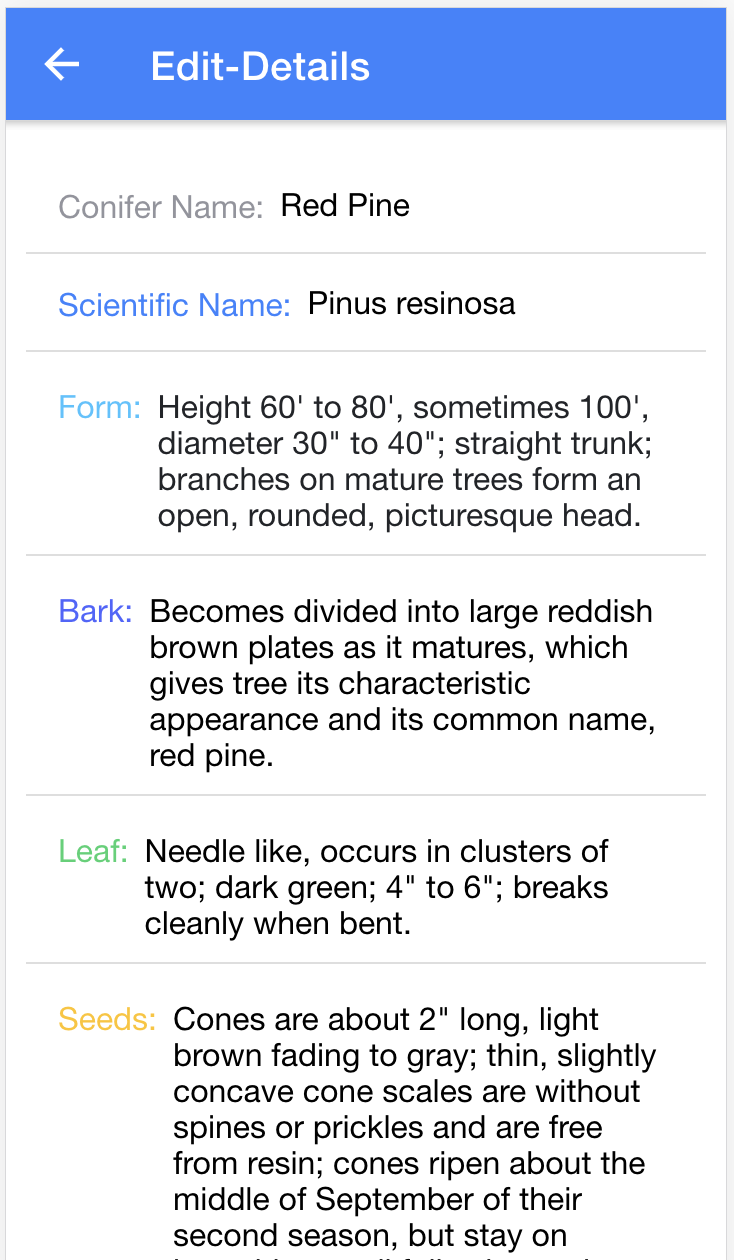 Edit-Details
Conifer Name: Red Pine
Scientific Name: Pinus resinosa
Form: Height 60' to 80', sometimes 100',
diameter 30" to 40"; straight trunk;
branches on mature trees form an
open, rounded, picturesque head.
Bark: Becomes divided into large reddish
brown plates as it matures, which
gives tree its characteristic
appearance and its common name,
red pine.
Leaf: Needle like, occurs in clusters of
two; dark green; 4" to 6"; breaks
cleanly when bent.
Seeds: Cones are about 2" long, light
brown fading to gray; thin, slightly
concave cone scales are without
spines or prickles and are free
from resin; cones ripen about the
middle of September of their
second season, but stay on